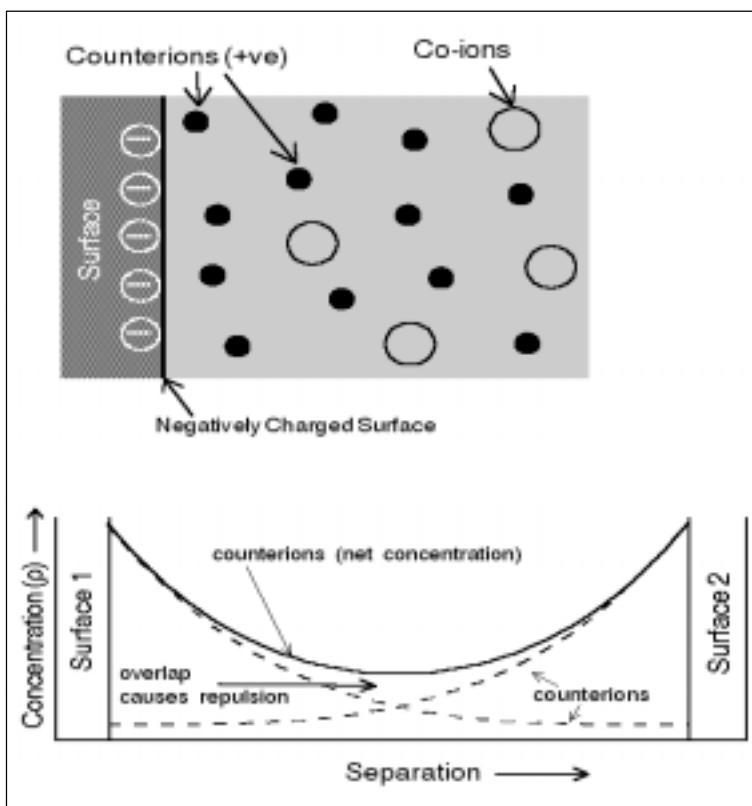 Counterions (+ve)
Co-ions
Surface
Negatively Charged Surface
Concentration (ρ)
Surface 1
counterions (net concentration)
overlap
causes repulsion
counterions
Surface 2
Separation